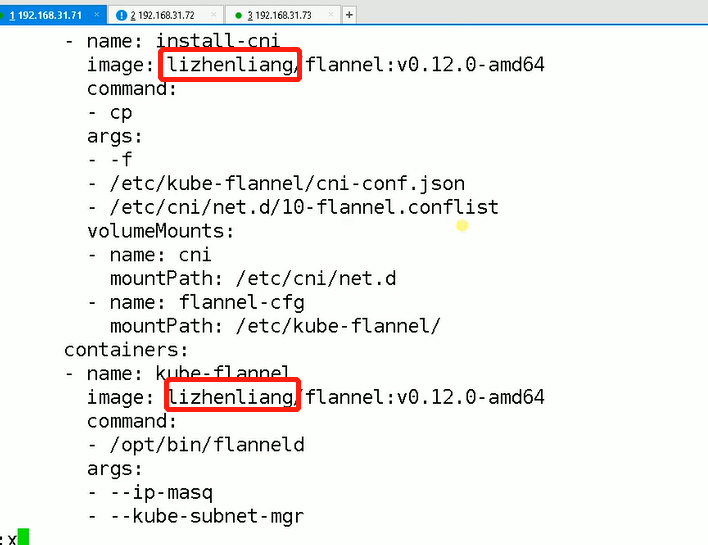 1 192.168.31.71 × 2 192.168.31.72 × 3 192.168.31.73 × +
- name: install-cni
image: lizhenliang/flannel:v0.12.0-amd64
command:
- cp
args:
- -f
- /etc/kube-flannel/cni-conf.json
- /etc/cni/net.d/10-flannel.conflist
volumeMounts:
- name: cni
mountPath: /etc/cni/net.d
- name: flannel-cfg
mountPath: /etc/kube-flannel/
containers:
- name: kube-flannel
image: lizhenliang/flannel:v0.12.0-amd64
command:
- /opt/bin/flanneld
args:
- --ip-masq
- --kube-subnet-mgr
:x